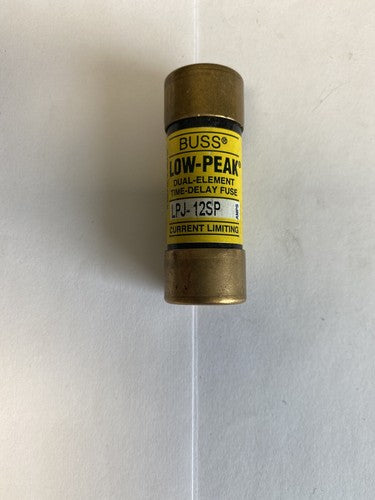 BUSS®
LOW-PEAK®
DUAL-ELEMENT
TIME-DELAY FUSE
LPJ-12SP
CURRENT LIMITING